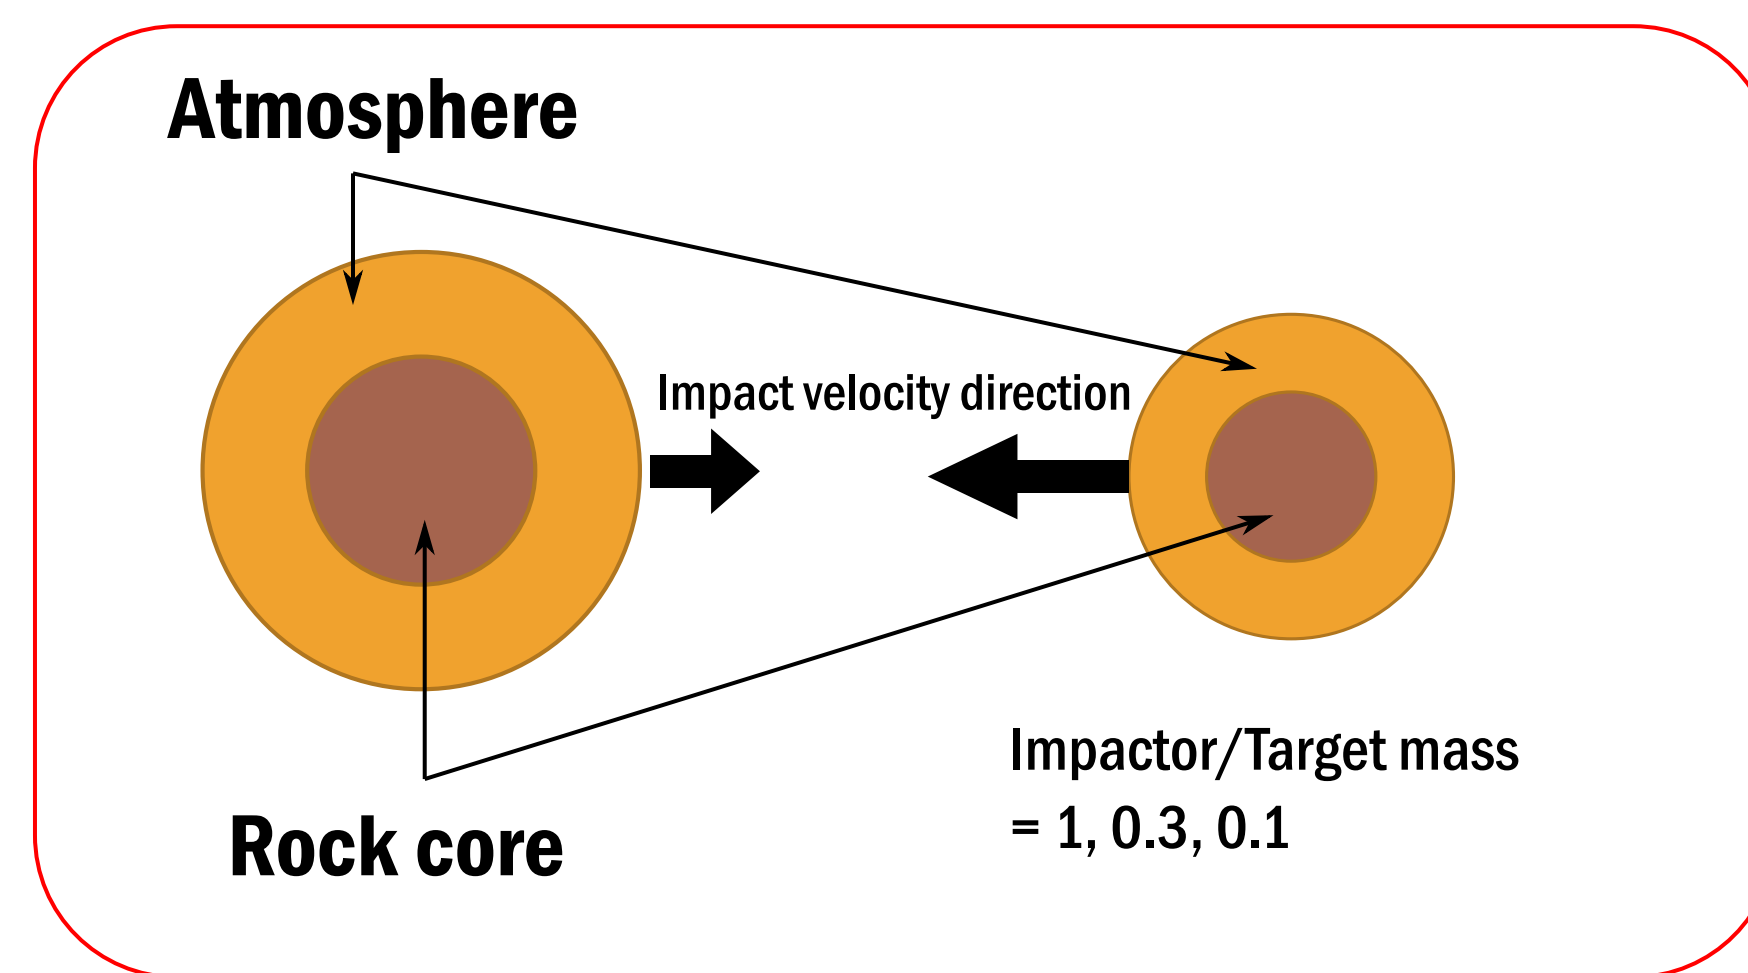 Atmosphere
Impact velocity direction
Impactor/Target mass
= 1, 0.3, 0.1
Rock core